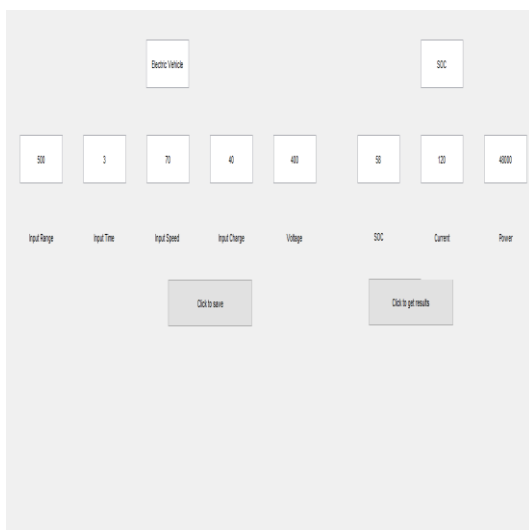 Electric Vehicle
SOC
500
3
70
40
400
58
120
48000
Input Range
Input Time
Input Speed
Input Charge
Voltage
SOC
Current
Power
Click to save
Click to get results